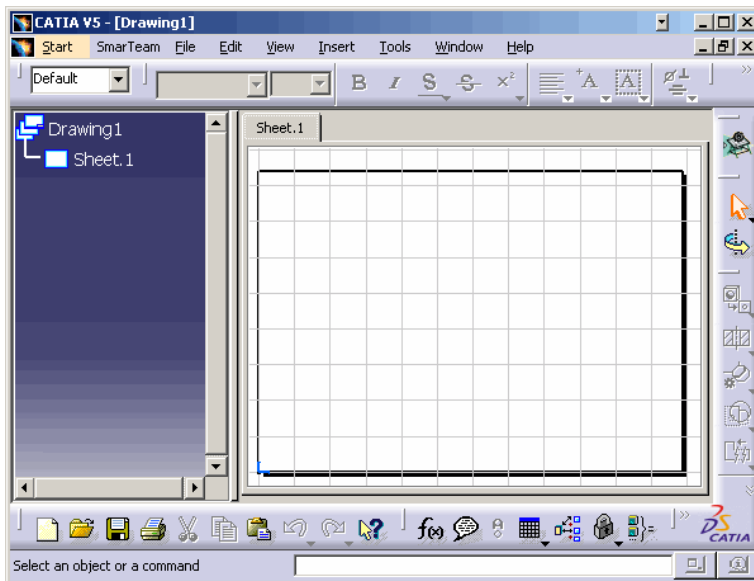 CATIA V5 - [Drawing1]
Start SmarTeam File Edit View Insert Tools Window Help
Default B I S S x² A A
Drawing1
Sheet.1
Sheet.1
f(x)
CATIA
Select an object or a command